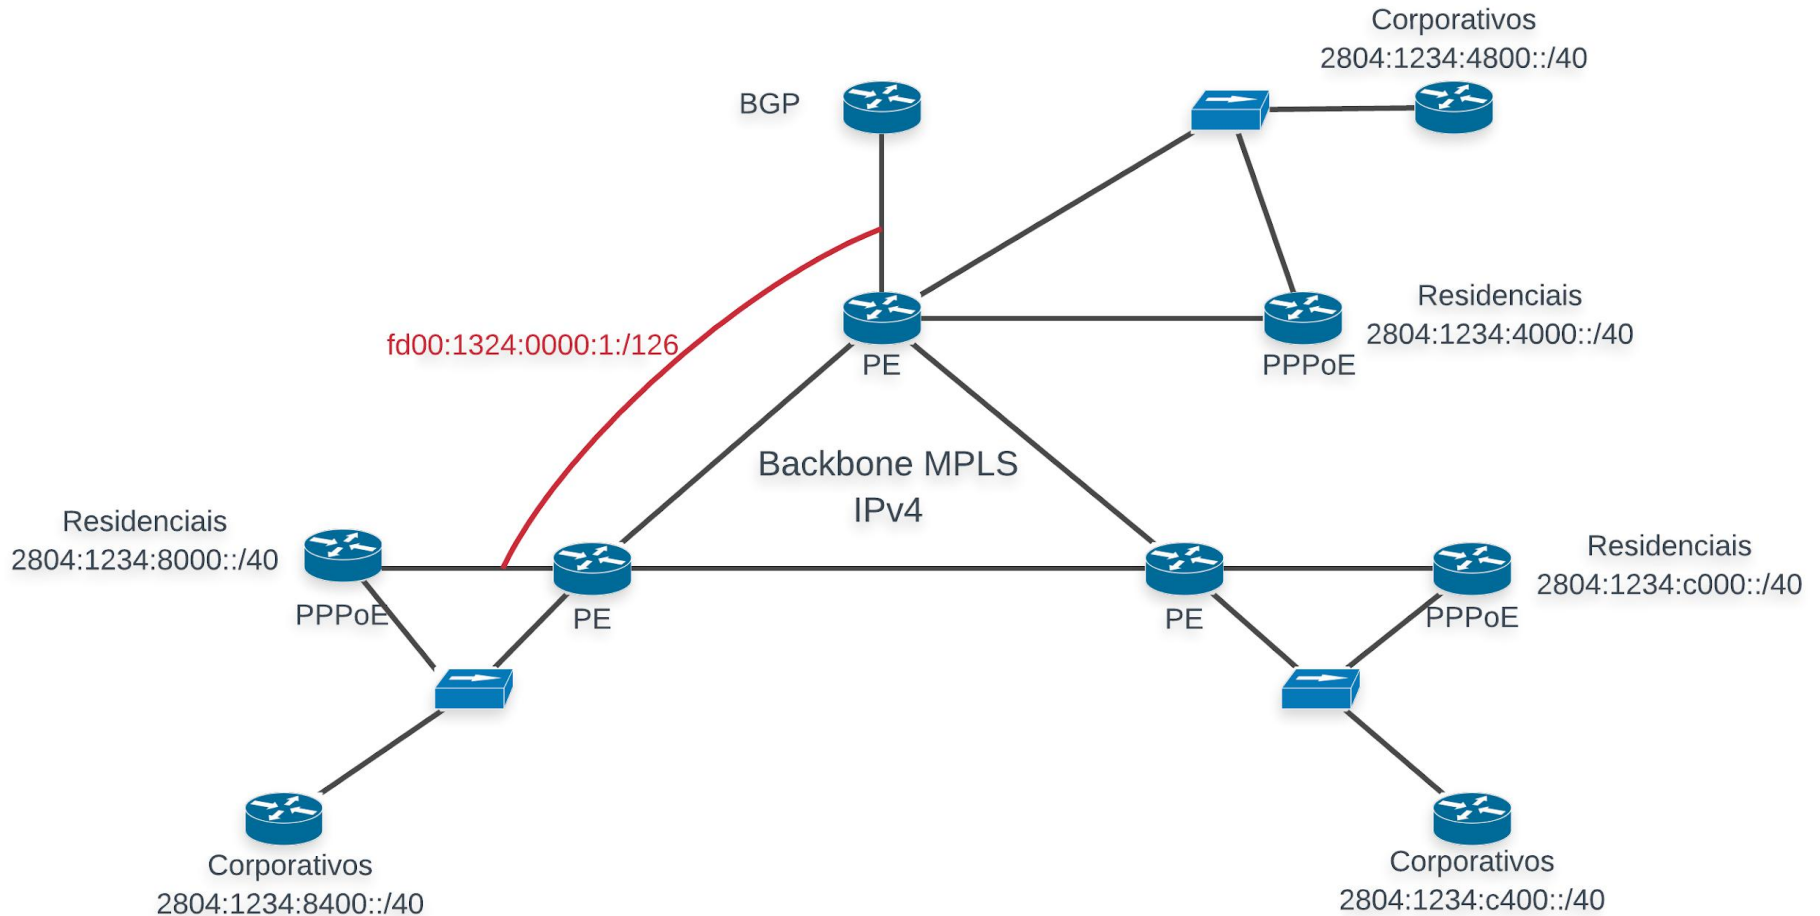 Corporativos
2804:1234:4800::/40
BGP
Residenciais
2804:1234:4000::/40
fd00:1324:0000:1:/126
PE
PPPoE
Backbone MPLS
IPv4
Residenciais
2804:1234:8000::/40
Residenciais
2804:1234:c000::/40
PPPoE
PE
PE
PPPoE
Corporativos
2804:1234:8400::/40
Corporativos
2804:1234:c400::/40